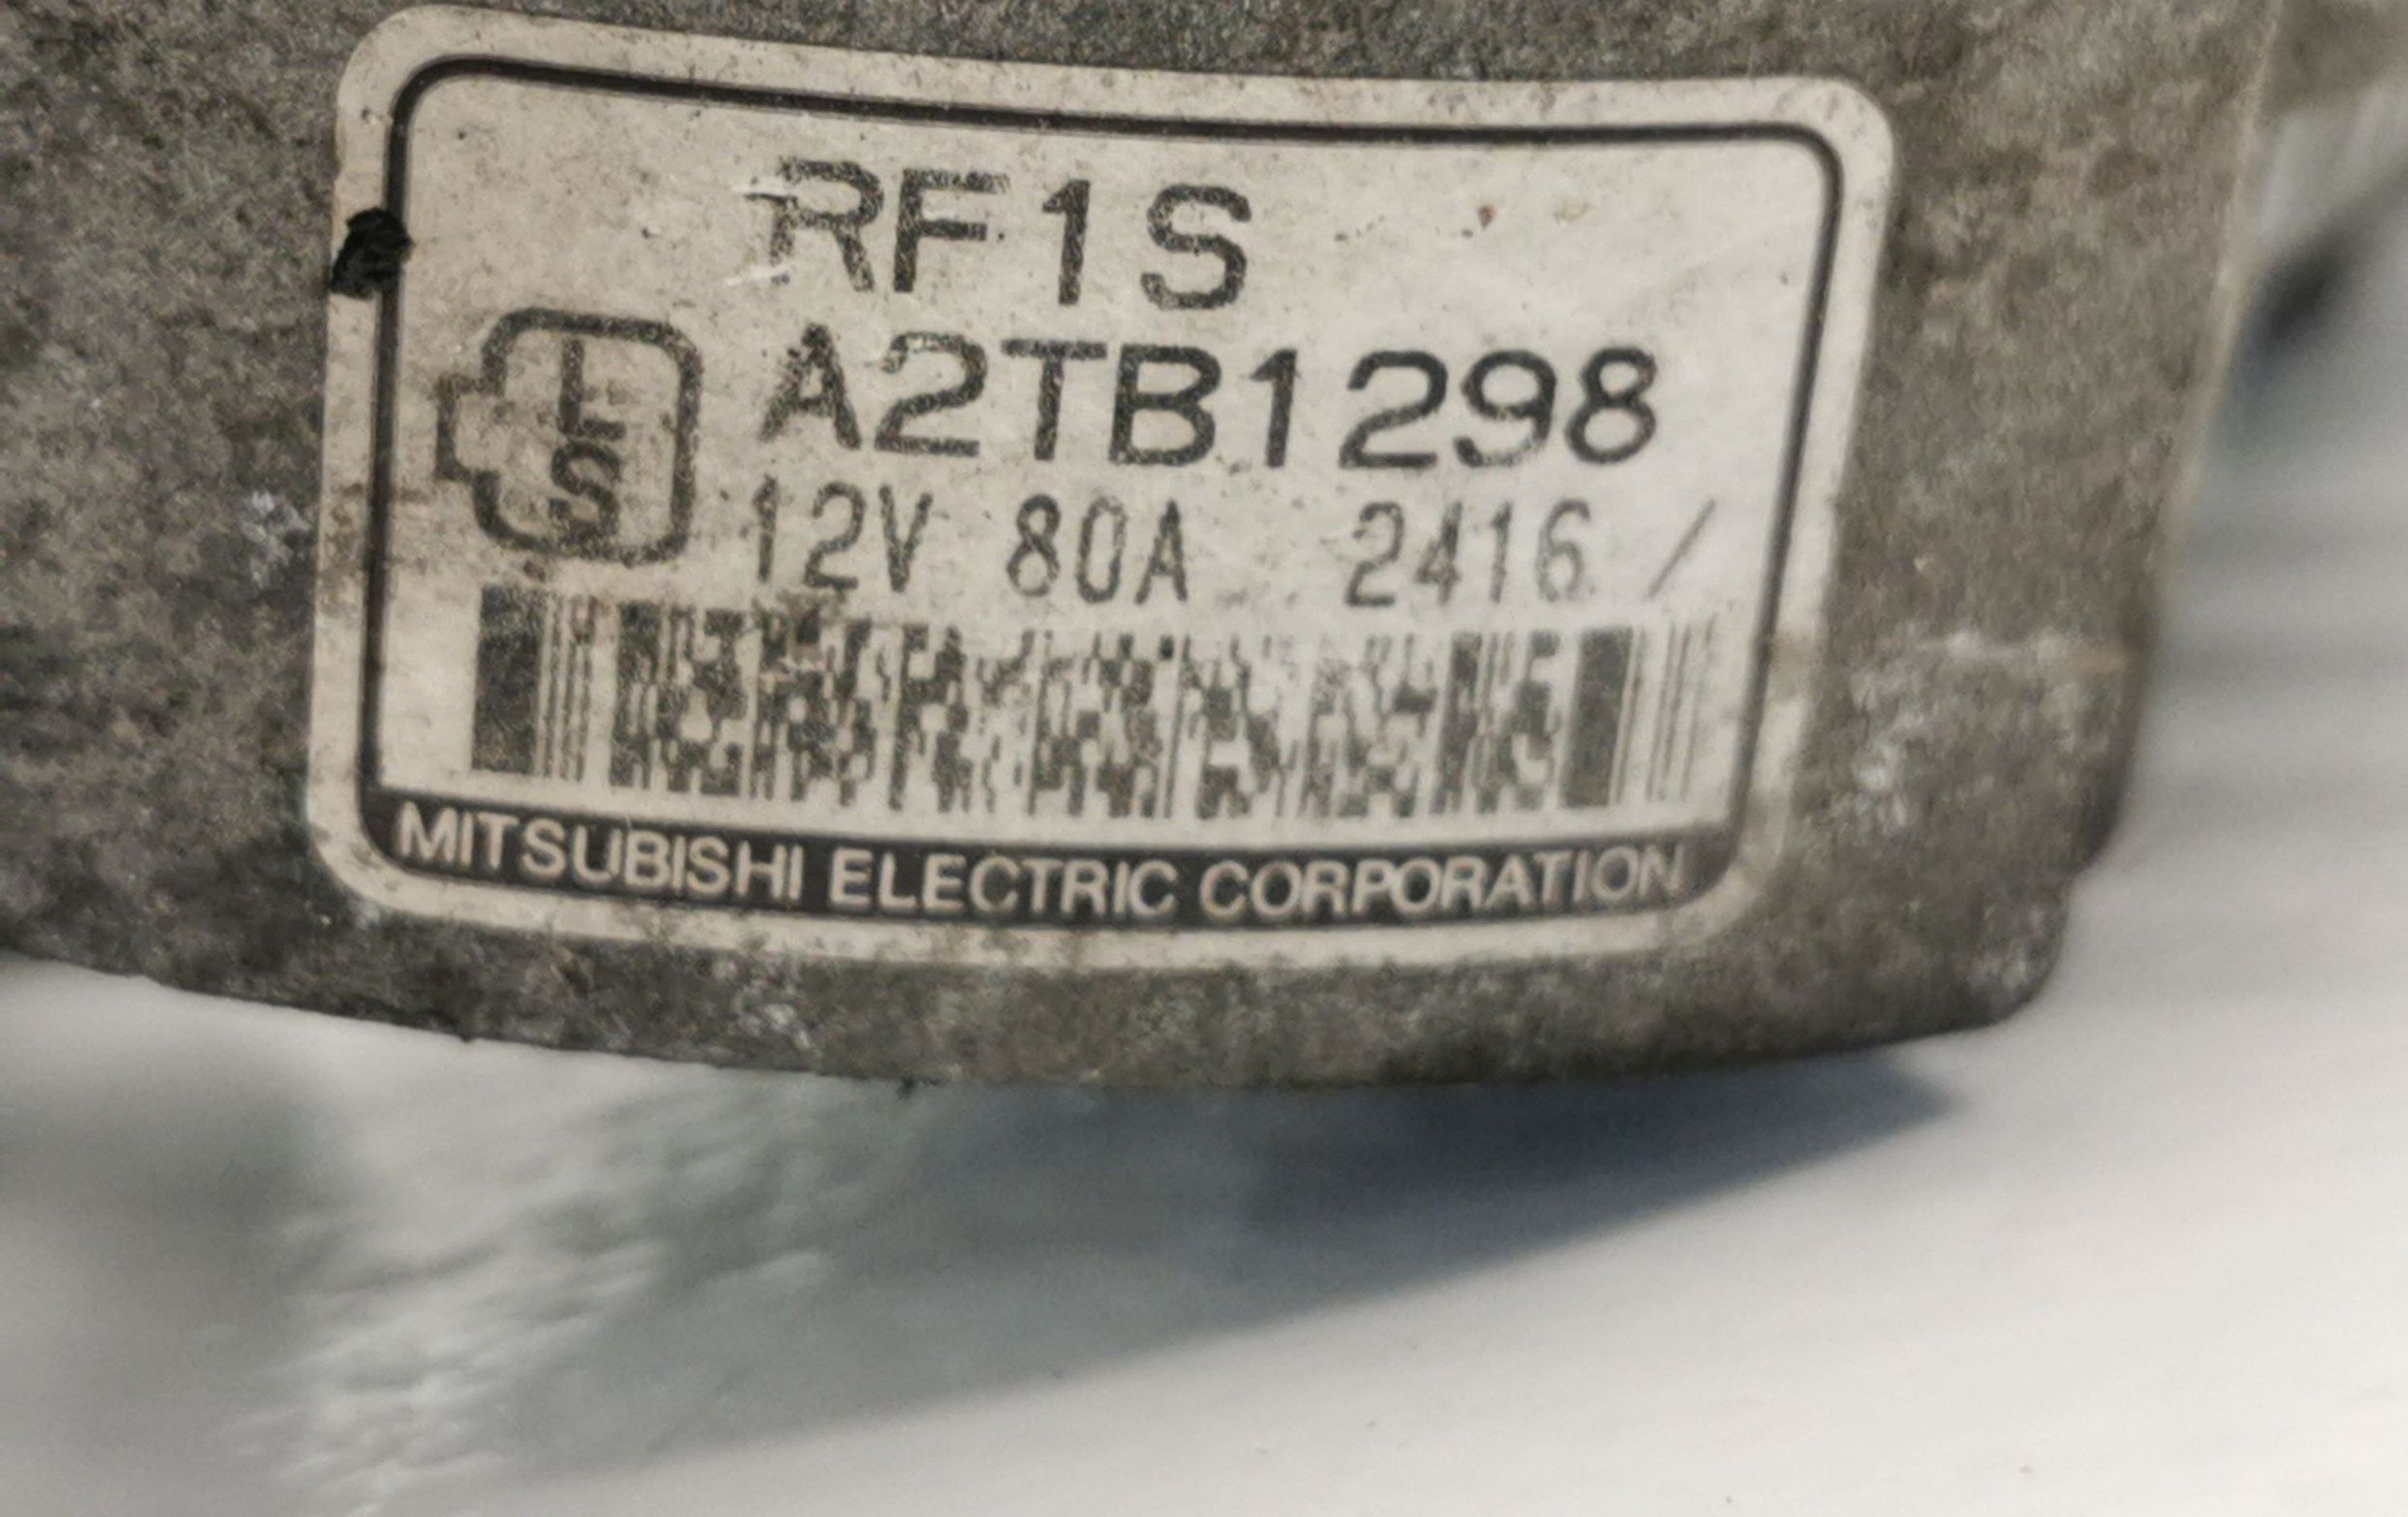 RF1S
L
S
A2TB1298
12V 80A 2416 /
MITSUBISHI ELECTRIC CORPORATION